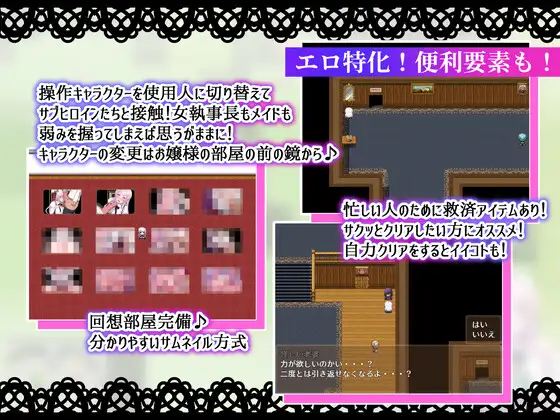 エロ特化！便利要素も！
操作キャラクターを使用人に切り替えて
サブヒロインたちと接触！女執事長もメイドも
弱みを握ってしまえば思うがままに！
キャラクターの変更はお嬢様の部屋の前の鏡から♪
忙しい人のために救済アイテムあり！
サクッとクリアしたい方にオススメ！
自力クリアをするとイイコトも！
回想部屋完備♪
分かりやすいサムネイル方式
はい
いいえ
力が欲しいのかい・・・？
二度とは引き返せなくなるよ・・・？